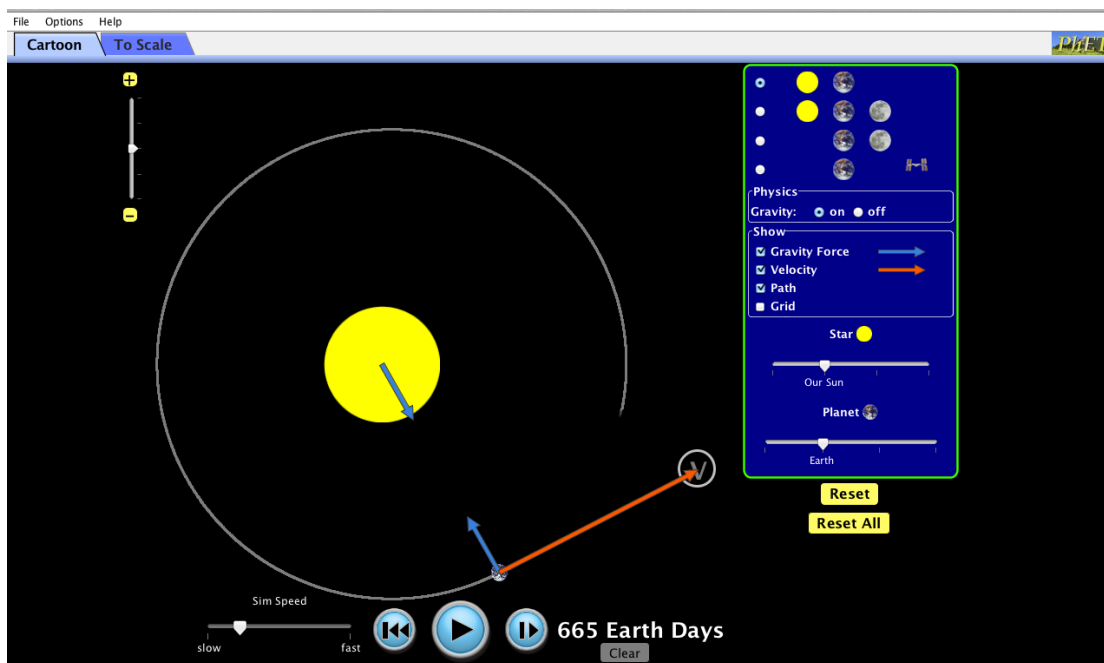 File Options Help
Cartoon To Scale PhET
+
−
Physics
Gravity: on off
Show
Gravity Force
Velocity
Path
Grid
Star
Our Sun
Planet
Earth
V
Reset
Reset All
Sim Speed
slow fast
665 Earth Days
Clear